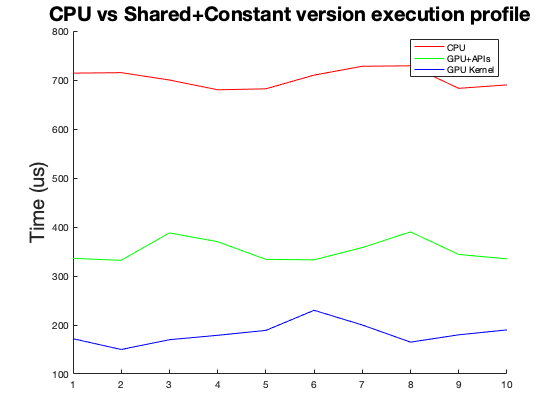 CPU vs Shared+Constant version execution profile
CPU
GPU+APIs
GPU Kernel
Time (us)
800
700
600
500
400
300
200
100
1 2 3 4 5 6 7 8 9 10